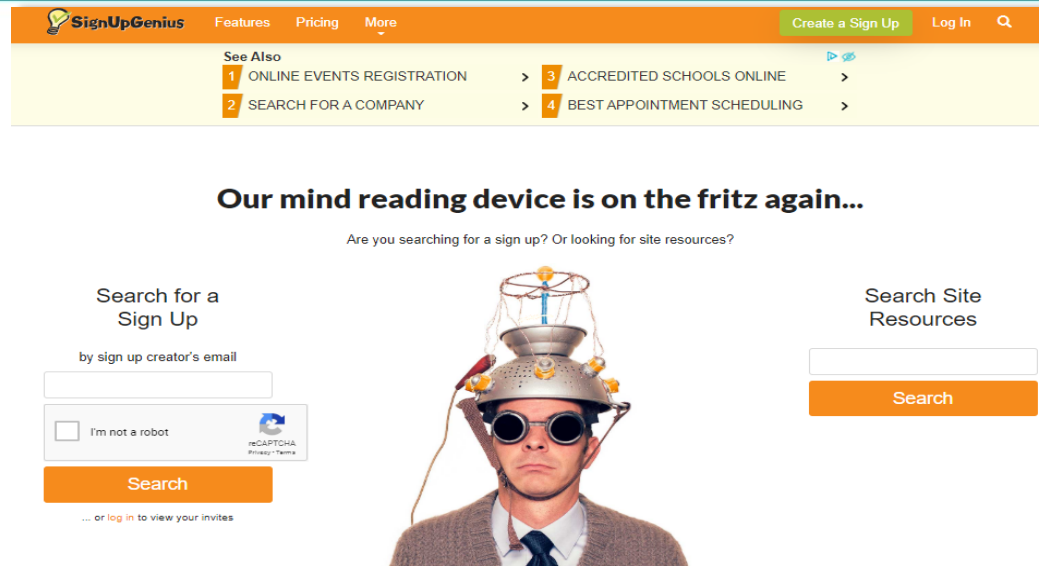 SignUpGenius Features Pricing More Create a Sign Up Log In
See Also
1 ONLINE EVENTS REGISTRATION
2 SEARCH FOR A COMPANY
3 ACCREDITED SCHOOLS ONLINE
4 BEST APPOINTMENT SCHEDULING
Our mind reading device is on the fritz again...
Are you searching for a sign up? Or looking for site resources?
Search for a
Sign Up
by sign up creator's email
I'm not a robot
reCAPTCHA
Privacy - Terms
Search
... or log in to view your invites
Search Site
Resources
Search